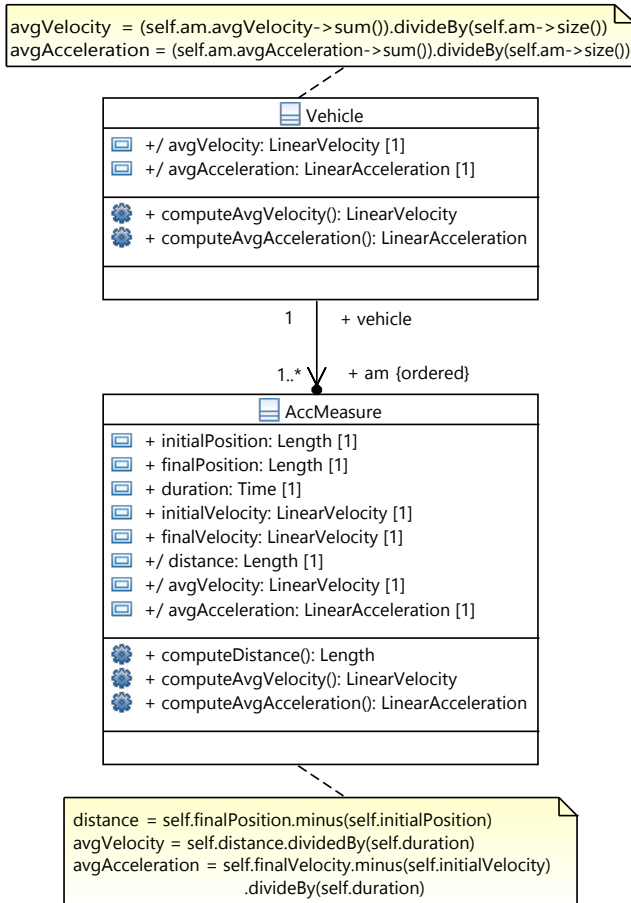 avgVelocity = (self.am.avgVelocity->sum()).divideBy(self.am->size())
avgAcceleration = (self.am.avgAcceleration->sum()).divideBy(self.am->size())
Vehicle
+/ avgVelocity: LinearVelocity [1]
+/ avgAcceleration: LinearAcceleration [1]
+ computeAvgVelocity(): LinearVelocity
+ computeAvgAcceleration(): LinearAcceleration
1 + vehicle
1..* + am {ordered}
AccMeasure
+ initialPosition: Length [1]
+ finalPosition: Length [1]
+ duration: Time [1]
+ initialVelocity: LinearVelocity [1]
+ finalVelocity: LinearVelocity [1]
+/ distance: Length [1]
+/ avgVelocity: LinearVelocity [1]
+/ avgAcceleration: LinearAcceleration [1]
+ computeDistance(): Length
+ computeAvgVelocity(): LinearVelocity
+ computeAvgAcceleration(): LinearAcceleration
distance = self.finalPosition.minus(self.initialPosition)
avgVelocity = self.distance.dividedBy(self.duration)
avgAcceleration = self.finalVelocity.minus(self.initialVelocity)
.divideBy(self.duration)